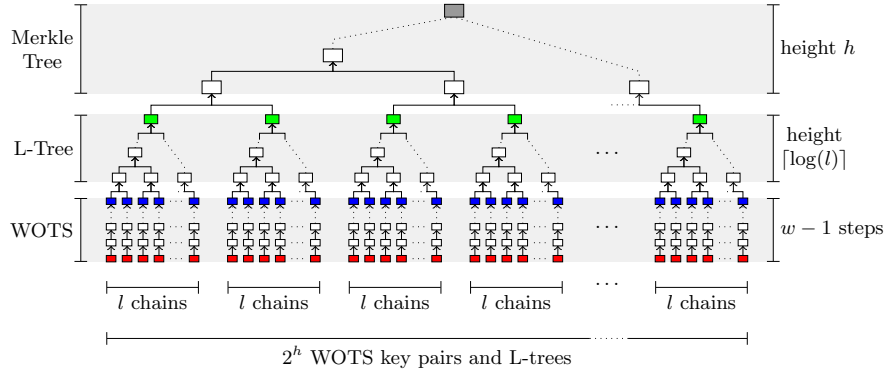 Merkle
Tree
height h
L-Tree
height
⌈log(l)⌉
WOTS
w − 1 steps
l chains
l chains
l chains
l chains
l chains
2^h WOTS key pairs and L-trees